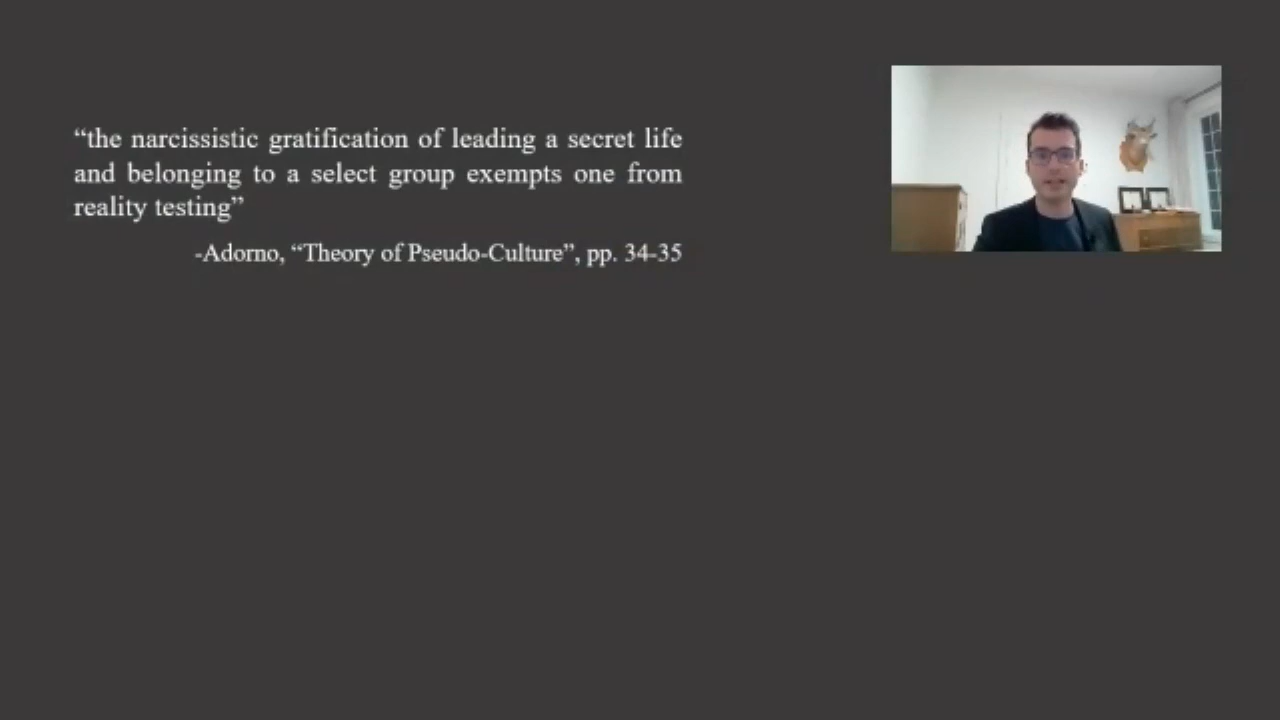 “the narcissistic gratification of leading a secret life
and belonging to a select group exempts one from
reality testing”
-Adorno, “Theory of Pseudo-Culture”, pp. 34-35